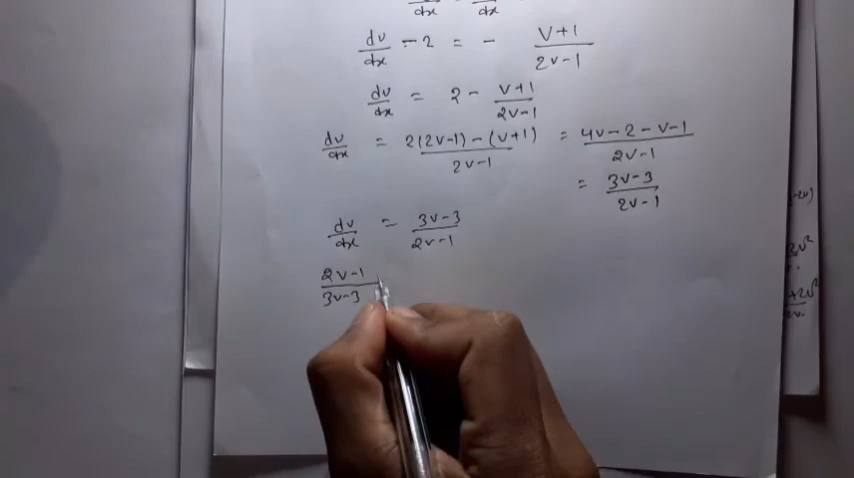 dx dx
dv/dx - 2 = - v+1/2v-1
dv/dx = 2 - v+1/2v-1
dv/dx = 2(2v-1)-(v+1)/2v-1 = 4v-2-v-1/2v-1
= 3v-3/2v-1
dv/dx = 3v-3/2v-1
2v-1/3v-3